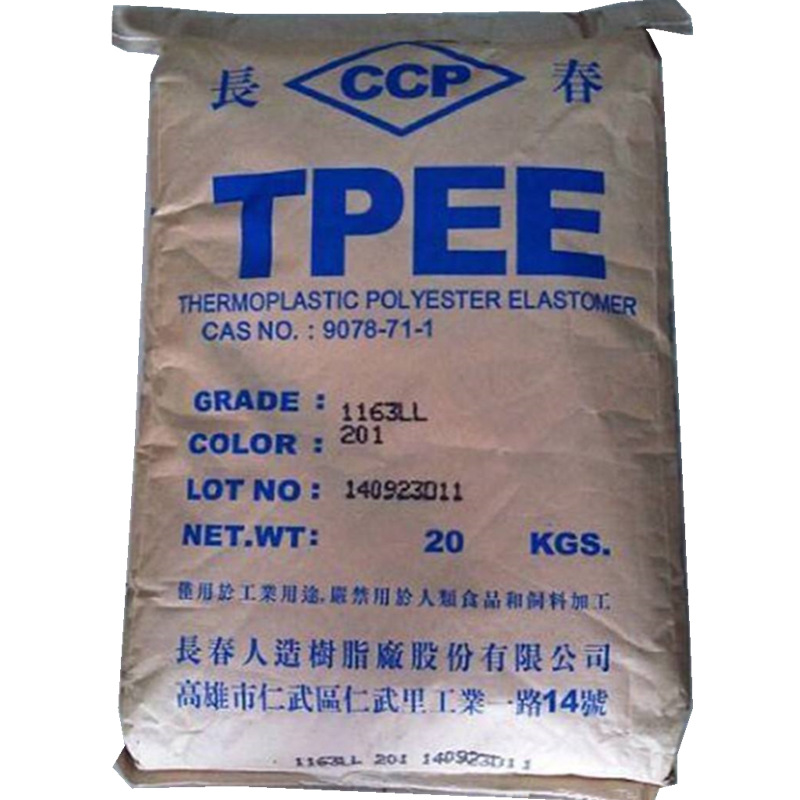 長 CCP 春
TPEE
THERMOPLASTIC POLYESTER ELASTOMER
CAS NO. : 9078-71-1
GRADE : 1163LL
COLOR : 201
LOT NO : 140923D11
NET.WT: 20 KGS.
僅用於工業用途,嚴禁用於人類食品和飼料加工
長春人造樹脂廠股份有限公司
高雄市仁武區仁武里工業一路14號
1163LL 201 140923D11